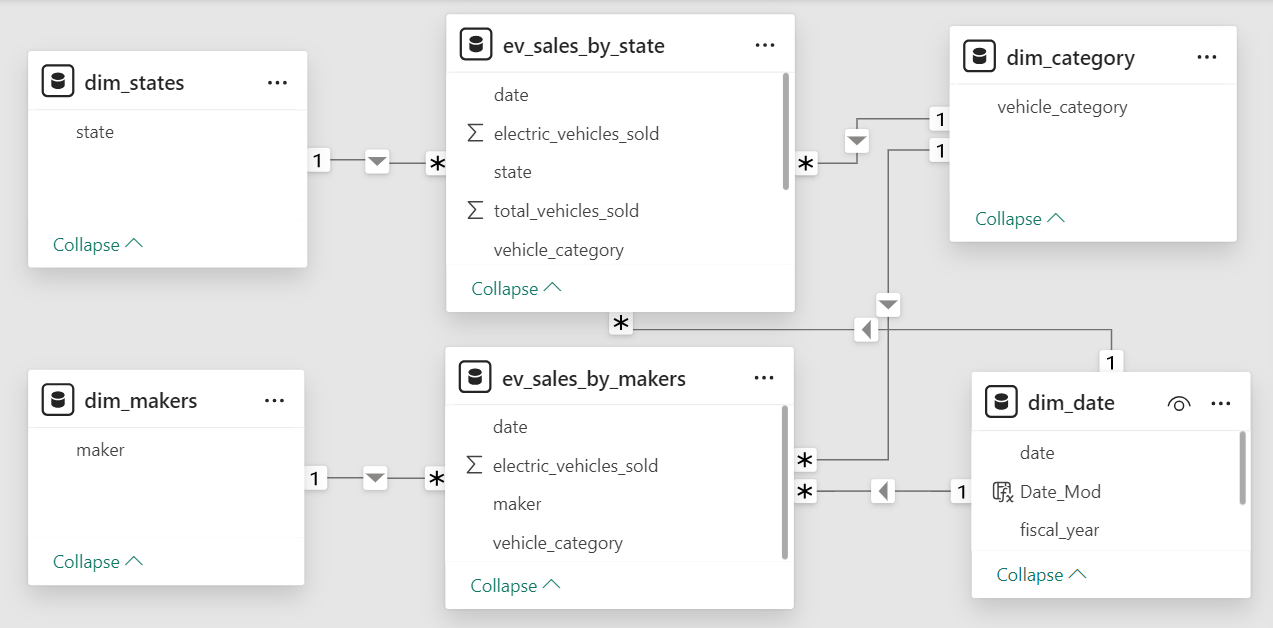 dim_states
state
Collapse
1
*
ev_sales_by_state
date
Σ electric_vehicles_sold
state
Σ total_vehicles_sold
vehicle_category
Collapse
*
*
1
1
dim_category
vehicle_category
Collapse
dim_makers
maker
Collapse
1
*
ev_sales_by_makers
date
Σ electric_vehicles_sold
maker
vehicle_category
Collapse
*
*
1
1
dim_date
date
fx Date_Mod
fiscal_year
Collapse